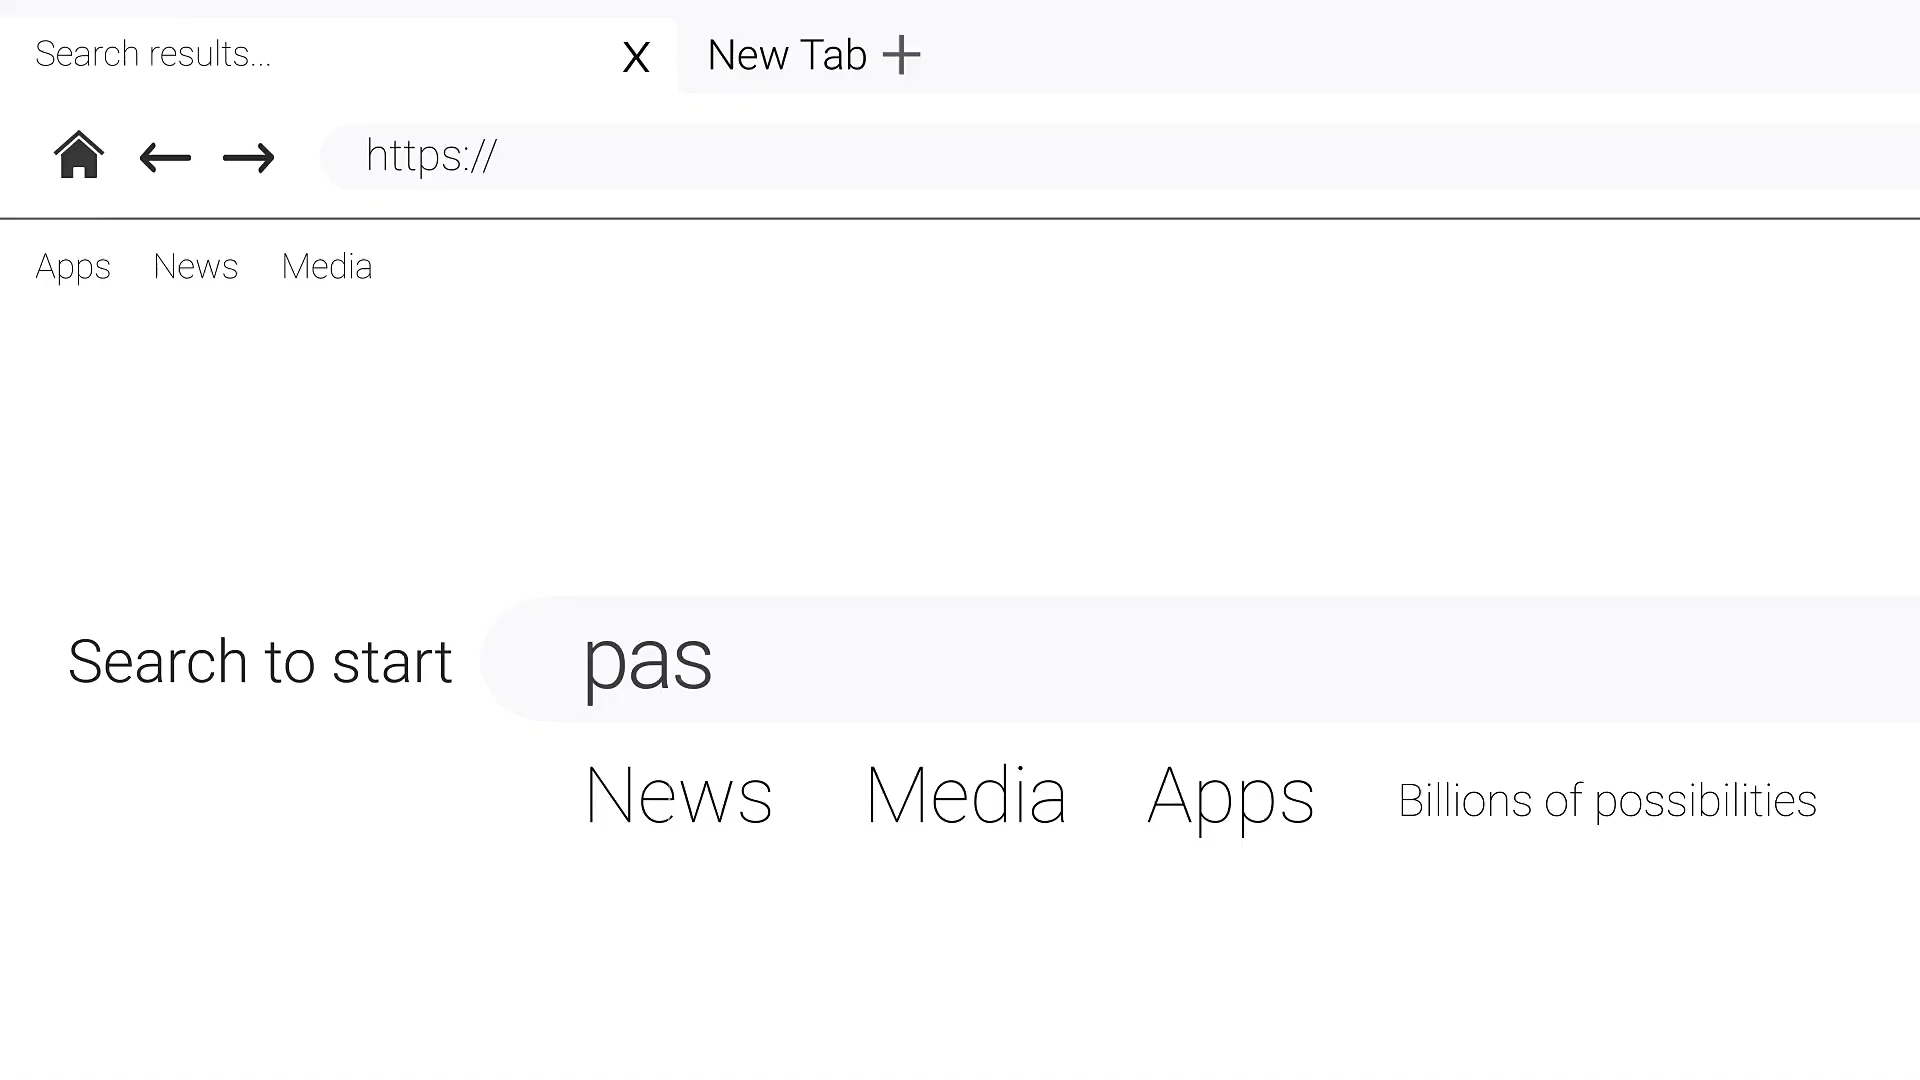 Search results... X New Tab +
https://
Apps News Media
Search to start pas
News Media Apps Billions of possibilities